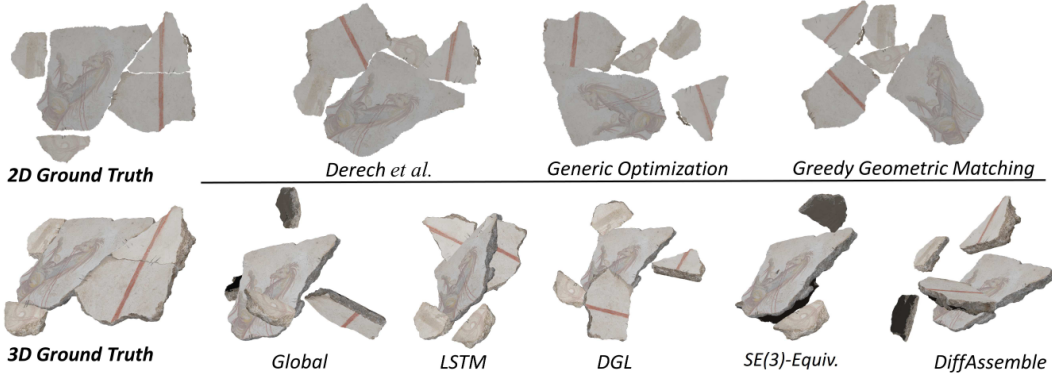 2D Ground Truth
Derech et al.
Generic Optimization
Greedy Geometric Matching
3D Ground Truth
Global
LSTM
DGL
SE(3)-Equiv.
DiffAssemble